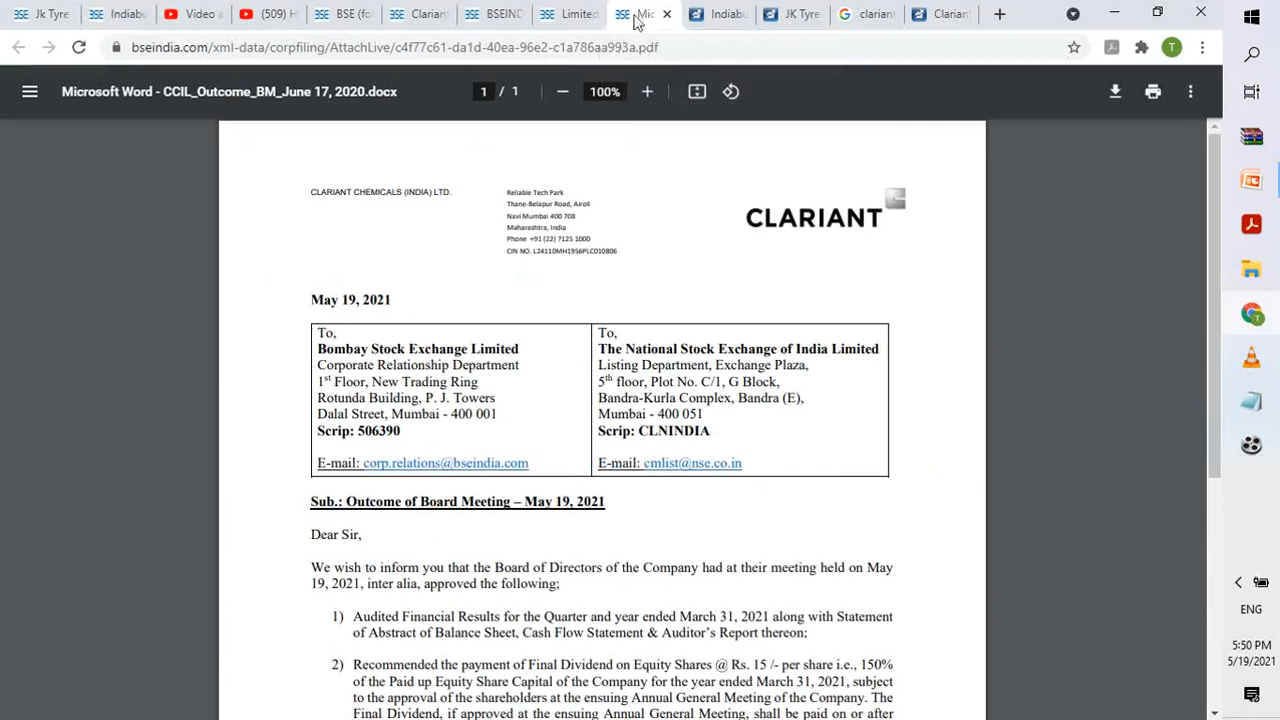 Jk Tyre
Indiabu
Video a
(509) H
BSE (fo
Clarian
BSEIND
Limited
Mic
Indiabu
JK Tyre
clariant
Clarian
bseindia.com/xml-data/corpfiling/AttachLive/c4f77c61-da1d-40ea-96e2-c1a786aa993a.pdf
T
Microsoft Word - CCIL_Outcome_BM_June 17, 2020.docx
1 / 1
100%
CLARIANT CHEMICALS (INDIA) LTD.
Reliable Tech Park
Thane-Belapur Road, Airoli
Navi Mumbai 400 708
Maharashtra, India
Phone +91 (22) 7125 1000
CIN NO. L24110MH1956PLC010806
CLARIANT
May 19, 2021
To,
Bombay Stock Exchange Limited
Corporate Relationship Department
1st Floor, New Trading Ring
Rotunda Building, P. J. Towers
Dalal Street, Mumbai - 400 001
Scrip: 506390
E-mail: corp.relations@bseindia.com
To,
The National Stock Exchange of India Limited
Listing Department, Exchange Plaza,
5th floor, Plot No. C/1, G Block,
Bandra-Kurla Complex, Bandra (E),
Mumbai - 400 051
Scrip: CLNINDIA
E-mail: cmlist@nse.co.in
Sub.: Outcome of Board Meeting – May 19, 2021
Dear Sir,
We wish to inform you that the Board of Directors of the Company had at their meeting held on May
19, 2021, inter alia, approved the following;
1) Audited Financial Results for the Quarter and year ended March 31, 2021 along with Statement
of Abstract of Balance Sheet, Cash Flow Statement & Auditor's Report thereon;
2) Recommended the payment of Final Dividend on Equity Shares @ Rs. 15 /- per share i.e., 150%
of the Paid up Equity Share Capital of the Company for the year ended March 31, 2021, subject
to the approval of the shareholders at the ensuing Annual General Meeting of the Company. The
Final Dividend, if approved at the ensuing Annual General Meeting, shall be paid on or after
ENG
5:50 PM
5/19/2021